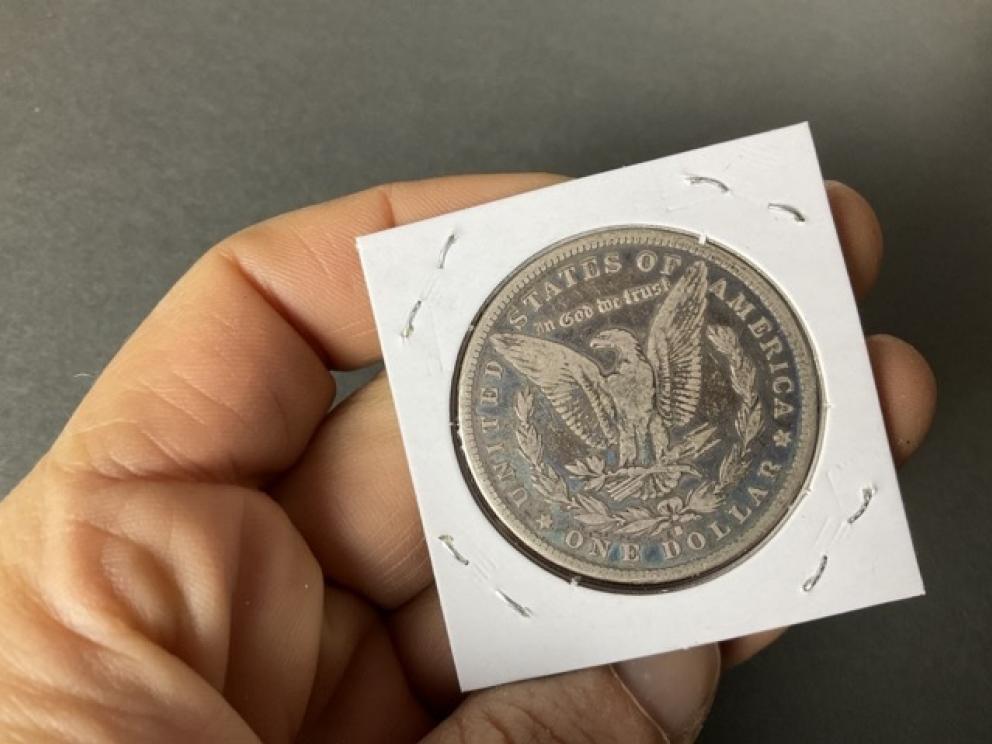 UNITED STATES OF AMERICA
In God we trust
ONE DOLLAR